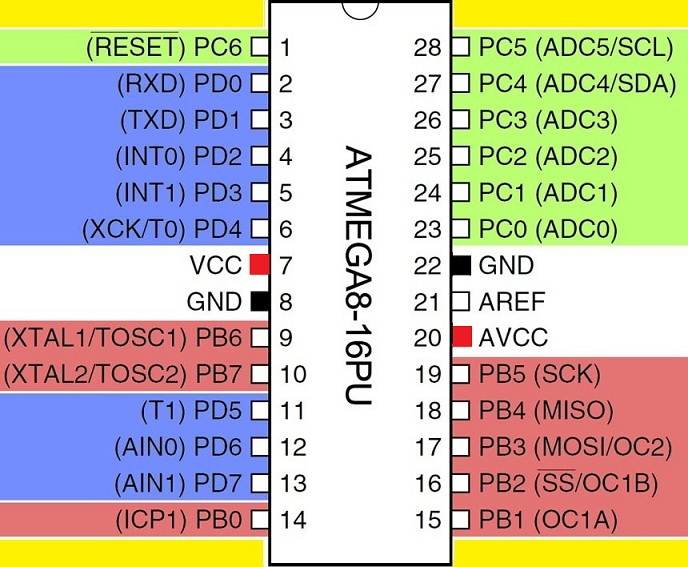 (RESET) PC6 1
(RXD) PD0 2
(TXD) PD1 3
(INT0) PD2 4
(INT1) PD3 5
(XCK/T0) PD4 6
VCC 7
GND 8
(XTAL1/TOSC1) PB6 9
(XTAL2/TOSC2) PB7 10
(T1) PD5 11
(AIN0) PD6 12
(AIN1) PD7 13
(ICP1) PB0 14
ATMEGA8-16PU
28 PC5 (ADC5/SCL)
27 PC4 (ADC4/SDA)
26 PC3 (ADC3)
25 PC2 (ADC2)
24 PC1 (ADC1)
23 PC0 (ADC0)
22 GND
21 AREF
20 AVCC
19 PB5 (SCK)
18 PB4 (MISO)
17 PB3 (MOSI/OC2)
16 PB2 (SS/OC1B)
15 PB1 (OC1A)